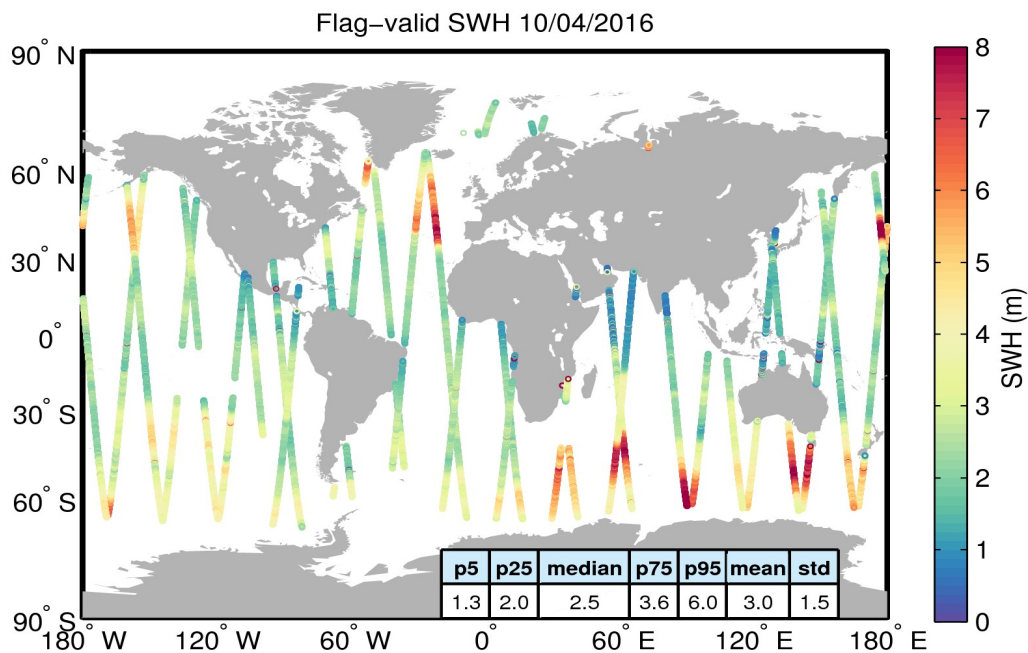 Flag−valid SWH 10/04/2016
90° N
60° N
30° N
0°
30° S
60° S
90° S
180° W
120° W
60° W
0°
60° E
120° E
180° E
8
7
6
5
4
3
2
1
0
SWH (m)
p5 p25 median p75 p95 mean std
1.3 2.0 2.5 3.6 6.0 3.0 1.5